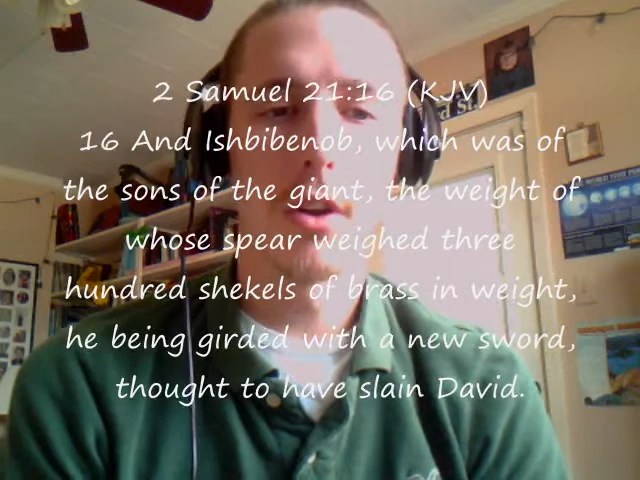 2 Samuel 21:16 (KJV)
16 And Ishbibenob, which was of
the sons of the giant, the weight of
whose spear weighed three
hundred shekels of brass in weight,
he being girded with a new sword,
thought to have slain David.
d St.